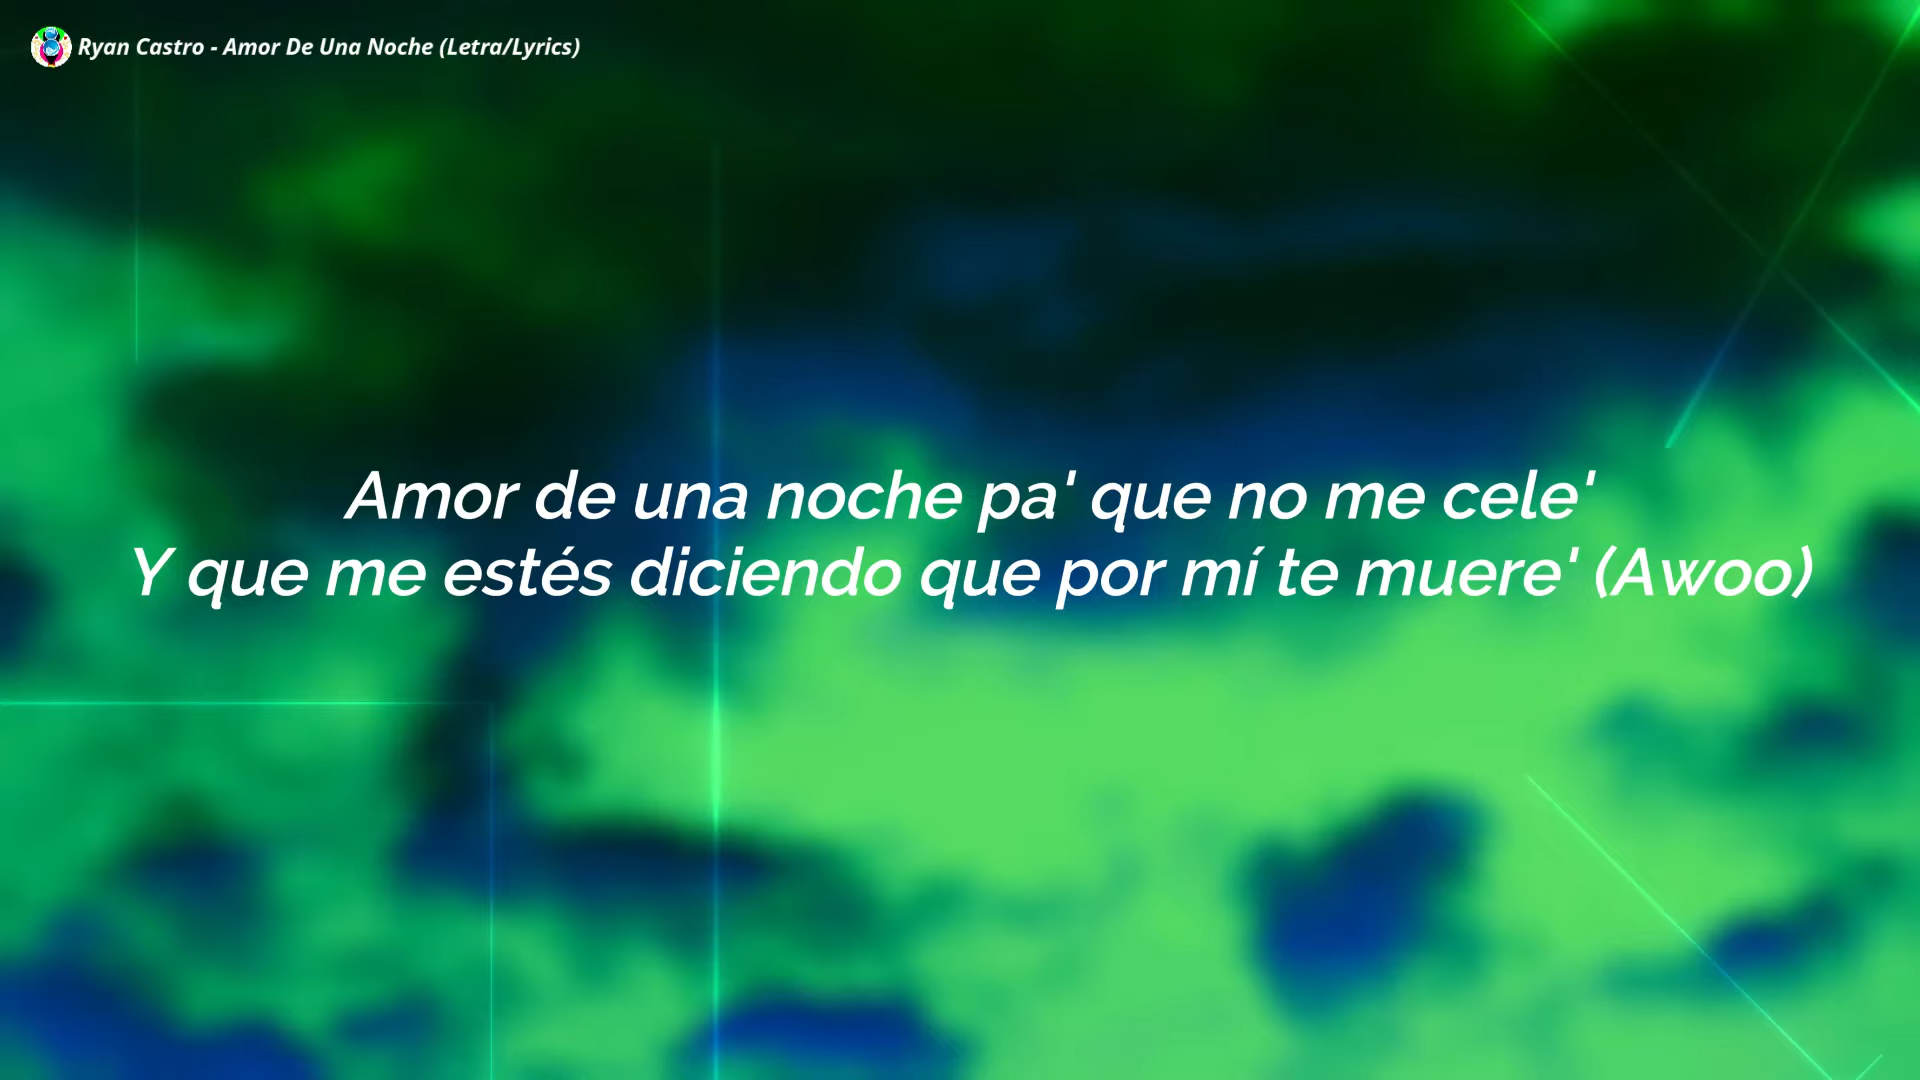 Ryan Castro - Amor De Una Noche (Letra/Lyrics)
Amor de una noche pa' que no me cele'
Y que me estés diciendo que por mí te muere' (Awoo)